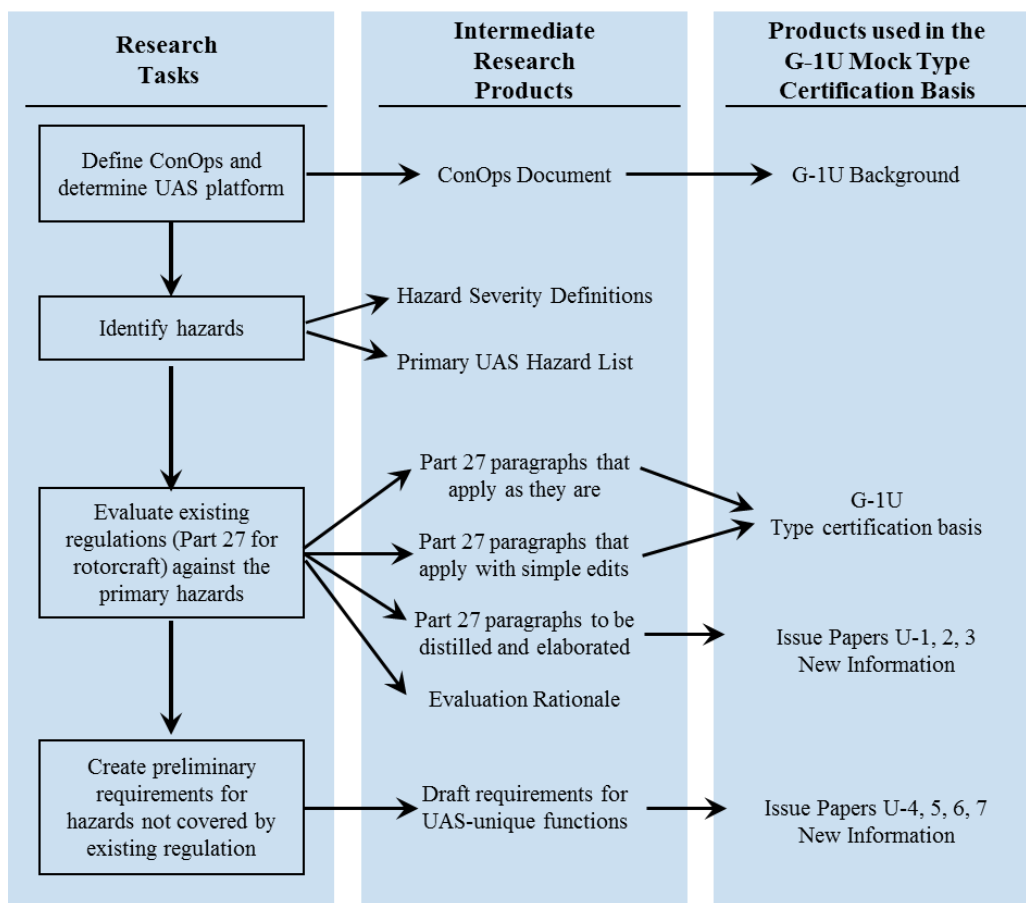 Research
Tasks
Intermediate
Research
Products
Products used in the
G-1U Mock Type
Certification Basis
Define ConOps and
determine UAS platform
ConOps Document
G-1U Background
Identify hazards
Hazard Severity Definitions
Primary UAS Hazard List
Evaluate existing
regulations (Part 27 for
rotorcraft) against the
primary hazards
Part 27 paragraphs that
apply as they are
Part 27 paragraphs that
apply with simple edits
Part 27 paragraphs to be
distilled and elaborated
Evaluation Rationale
G-1U
Type certification basis
Issue Papers U-1, 2, 3
New Information
Create preliminary
requirements for
hazards not covered by
existing regulation
Draft requirements for
UAS-unique functions
Issue Papers U-4, 5, 6, 7
New Information